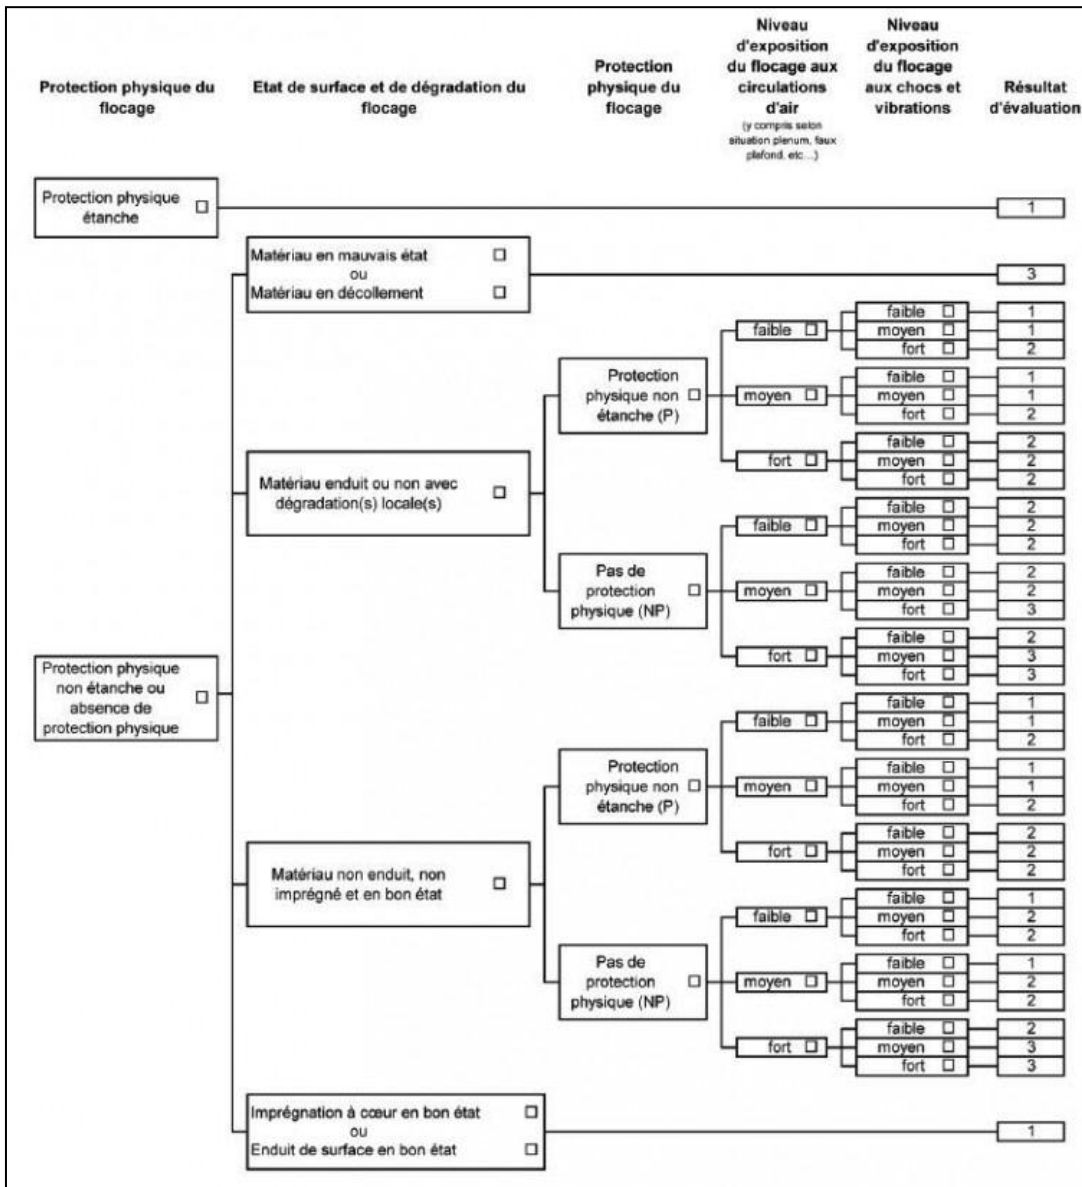 Protection physique du
flocage
Etat de surface et de dégradation du
flocage
Protection
physique du
flocage
Niveau
d'exposition
du flocage aux
circulations
d'air
(y compris selon
situation plenum, faux
plafond, etc...)
Niveau
d'exposition
du flocage
aux chocs et
vibrations
Résultat
d'évaluation
Protection physique
étanche
1
Matériau en mauvais état
ou
Matériau en décollement
3
Protection physique
non étanche ou
absence de
protection physique
Matériau enduit ou non avec
dégradation(s) locale(s)
Protection
physique non
étanche (P)
faible
faible 1
moyen 1
fort 2
moyen
faible 1
moyen 1
fort 2
fort
faible 2
moyen 2
fort 2
Pas de
protection
physique (NP)
faible
faible 2
moyen 2
fort 2
moyen
faible 2
moyen 2
fort 3
fort
faible 2
moyen 3
fort 3
Matériau non enduit, non
imprégné et en bon état
Protection
physique non
étanche (P)
faible
faible 1
moyen 1
fort 2
moyen
faible 1
moyen 1
fort 2
fort
faible 2
moyen 2
fort 2
Pas de
protection
physique (NP)
faible
faible 1
moyen 2
fort 2
moyen
faible 1
moyen 2
fort 2
fort
faible 2
moyen 3
fort 3
Imprégnation à cœur en bon état
ou
Enduit de surface en bon état
1